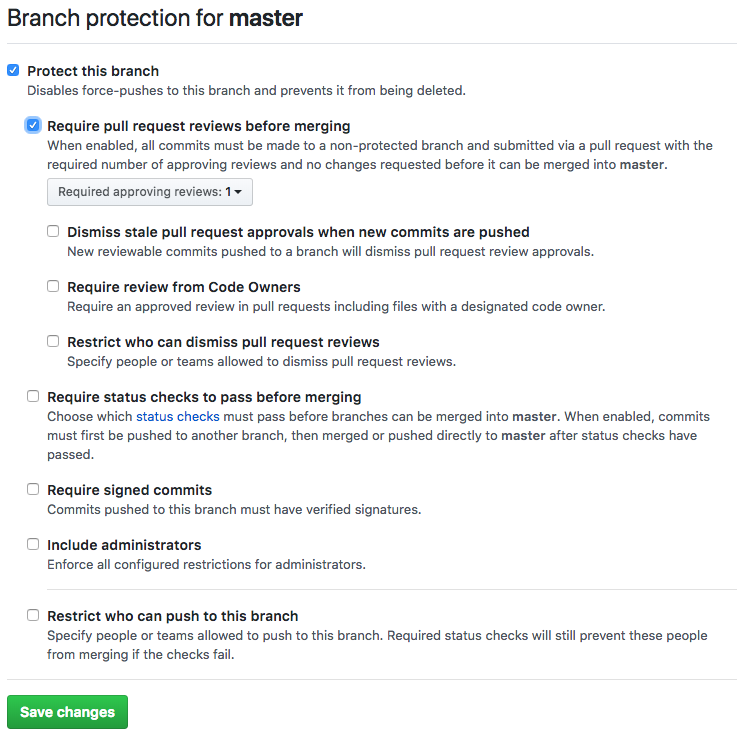 Branch protection for master
Protect this branch
Disables force-pushes to this branch and prevents it from being deleted.
Require pull request reviews before merging
When enabled, all commits must be made to a non-protected branch and submitted via a pull request with the
required number of approving reviews and no changes requested before it can be merged into master.
Required approving reviews: 1
Dismiss stale pull request approvals when new commits are pushed
New reviewable commits pushed to a branch will dismiss pull request review approvals.
Require review from Code Owners
Require an approved review in pull requests including files with a designated code owner.
Restrict who can dismiss pull request reviews
Specify people or teams allowed to dismiss pull request reviews.
Require status checks to pass before merging
Choose which status checks must pass before branches can be merged into master. When enabled, commits
must first be pushed to another branch, then merged or pushed directly to master after status checks have
passed.
Require signed commits
Commits pushed to this branch must have verified signatures.
Include administrators
Enforce all configured restrictions for administrators.
Restrict who can push to this branch
Specify people or teams allowed to push to this branch. Required status checks will still prevent these people
from merging if the checks fail.
Save changes